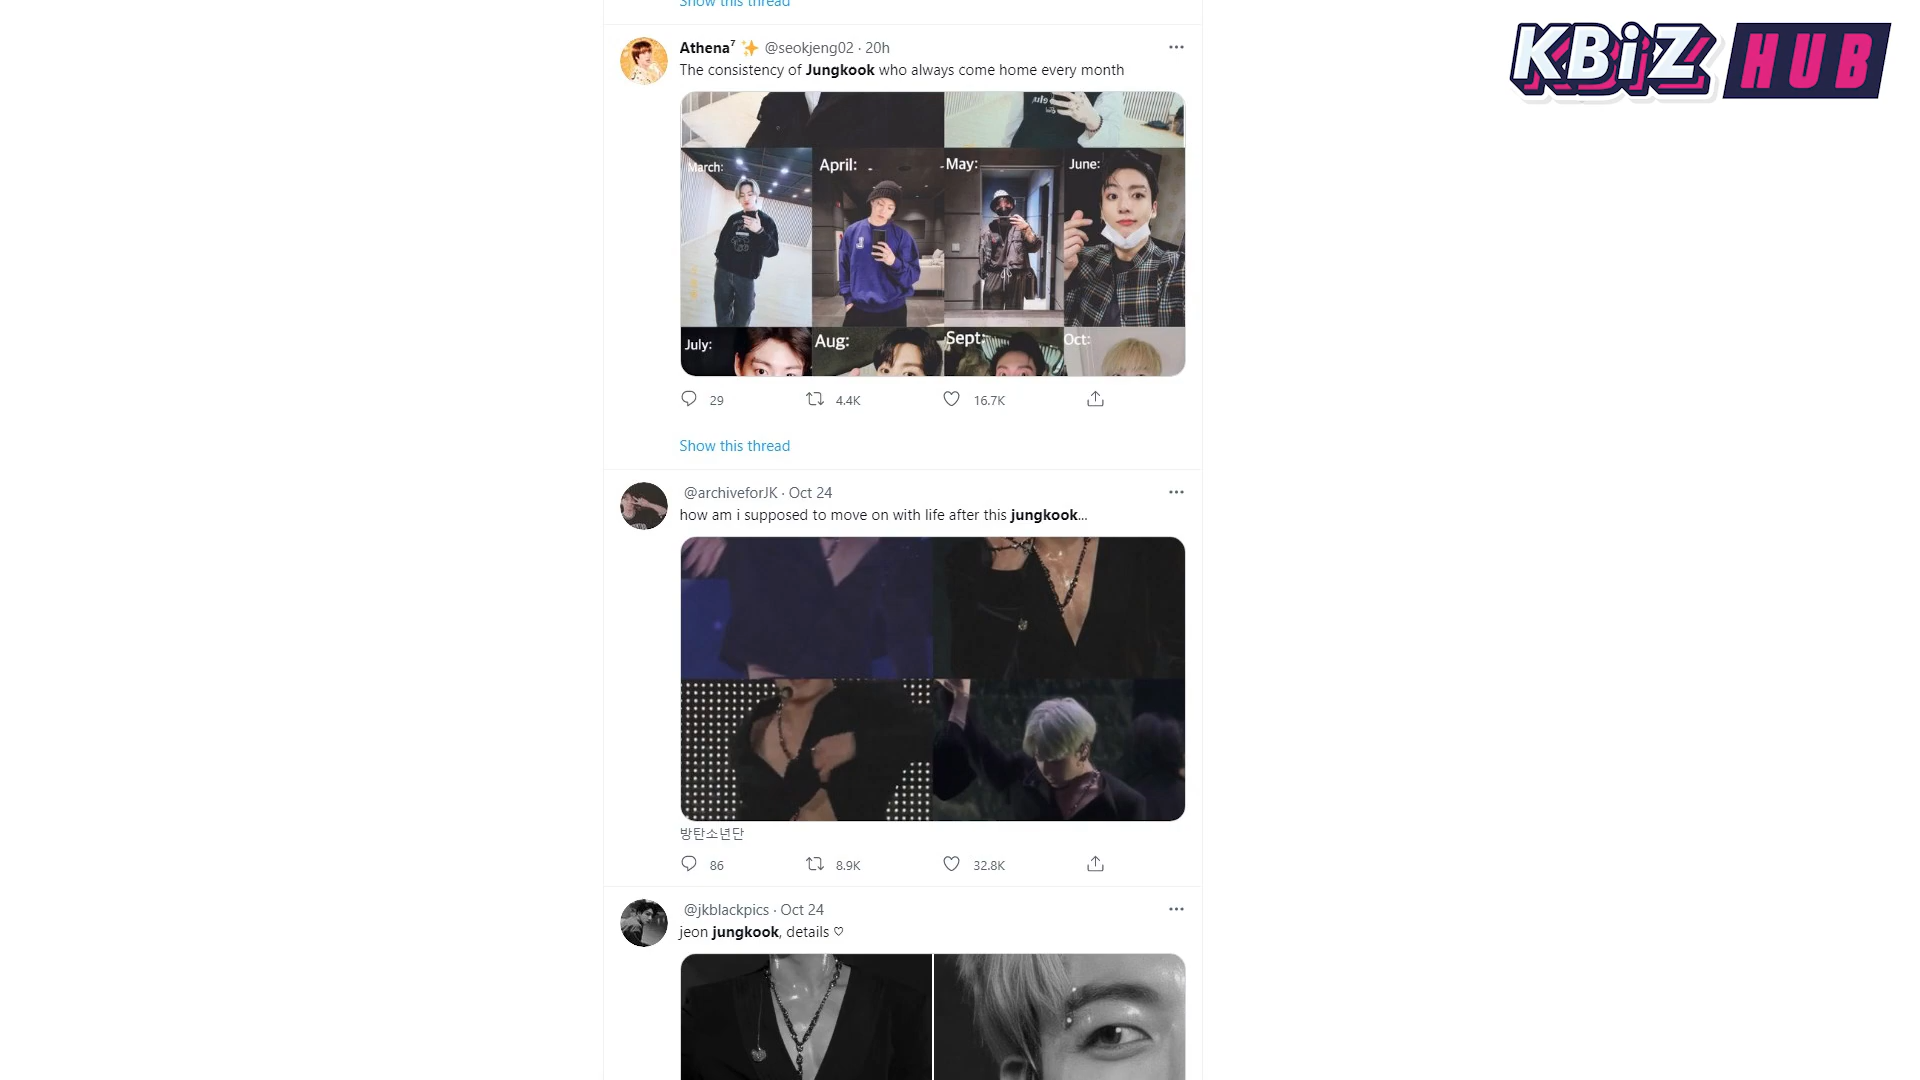 Show this thread
KBiZ HUB
Athena⁷ ✨ @seokjeng02 · 20h
The consistency of Jungkook who always come home every month
March:
April:
May:
June:
July:
Aug:
Sept:
Oct:
29 4.4K 16.7K
Show this thread
@archiveforJK · Oct 24
how am i supposed to move on with life after this jungkook...
방탄소년단
86 8.9K 32.8K
@jkblackpics · Oct 24
jeon jungkook, details ♡